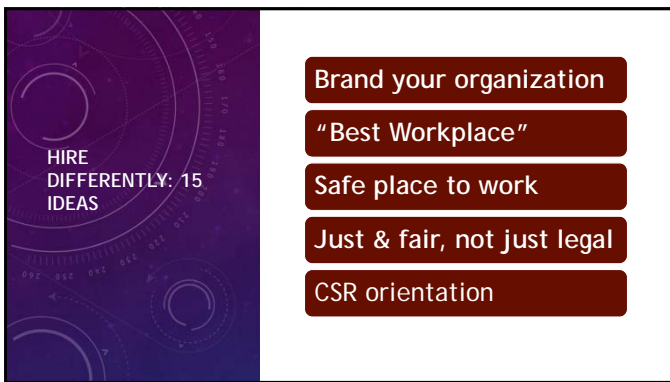 HIRE
DIFFERENTLY: 15
IDEAS
Brand your organization
“Best Workplace”
Safe place to work
Just & fair, not just legal
CSR orientation